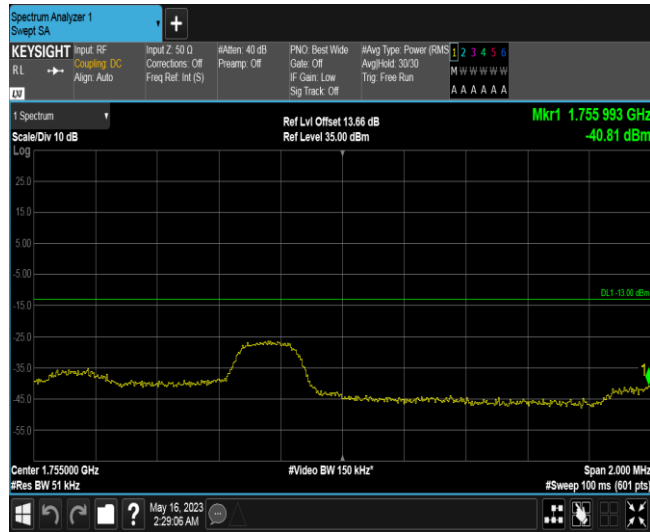 Spectrum Analyzer 1
Swept SA
KEYSIGHT
RL
LXI
Input: RF
Coupling: DC
Align: Auto
Input Z: 50 Ω
Corrections: Off
Freq Ref: Int (S)
#Atten: 40 dB
Preamp: Off
PNO: Best Wide
Gate: Off
IF Gain: Low
Sig Track: Off
#Avg Type: Power (RMS
Avg|Hold: 30/30
Trig: Free Run
1 2 3 4 5 6
M W W W W W
A A A A A A
1 Spectrum
Scale/Div 10 dB
Log
Ref Lvl Offset 13.66 dB
Ref Level 35.00 dBm
Mkr1 1.755 993 GHz
-40.81 dBm
25.0
15.0
5.00
-5.00
-15.0
-25.0
-35.0
-45.0
-55.0
DL1 -13.00 dBm
1
Center 1.755000 GHz
#Res BW 51 kHz
#Video BW 150 kHz*
Span 2.000 MHz
#Sweep 100 ms (601 pts)
?
May 16, 2023
2:29:06 AM